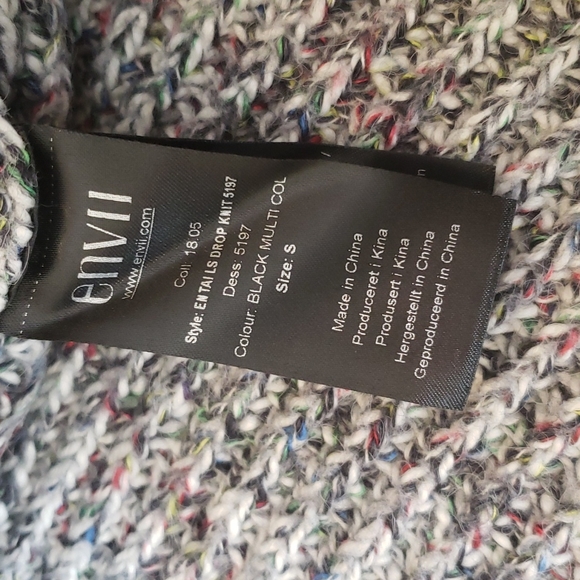 envii
www.envii.com
Coll: 18.05
Style: EN TAILS DROP KNIT 5197
Dess: 5197
Colour: BLACK MULTI COL
Size: S
Made in China
Produceret i Kina
Produsert i Kina
Hergestellt in China
Geproduceerd in China